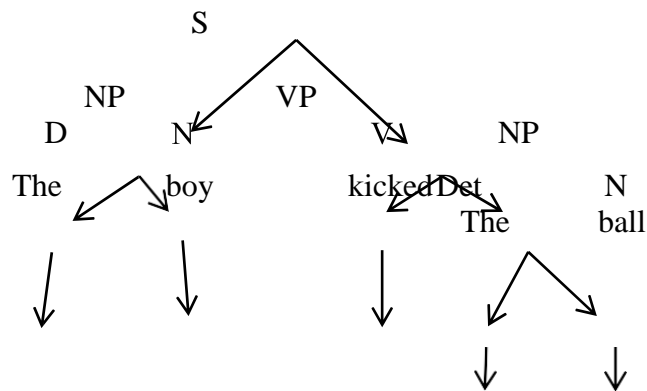 S
NP VP
D N V NP
The boy kickedDet N
The ball